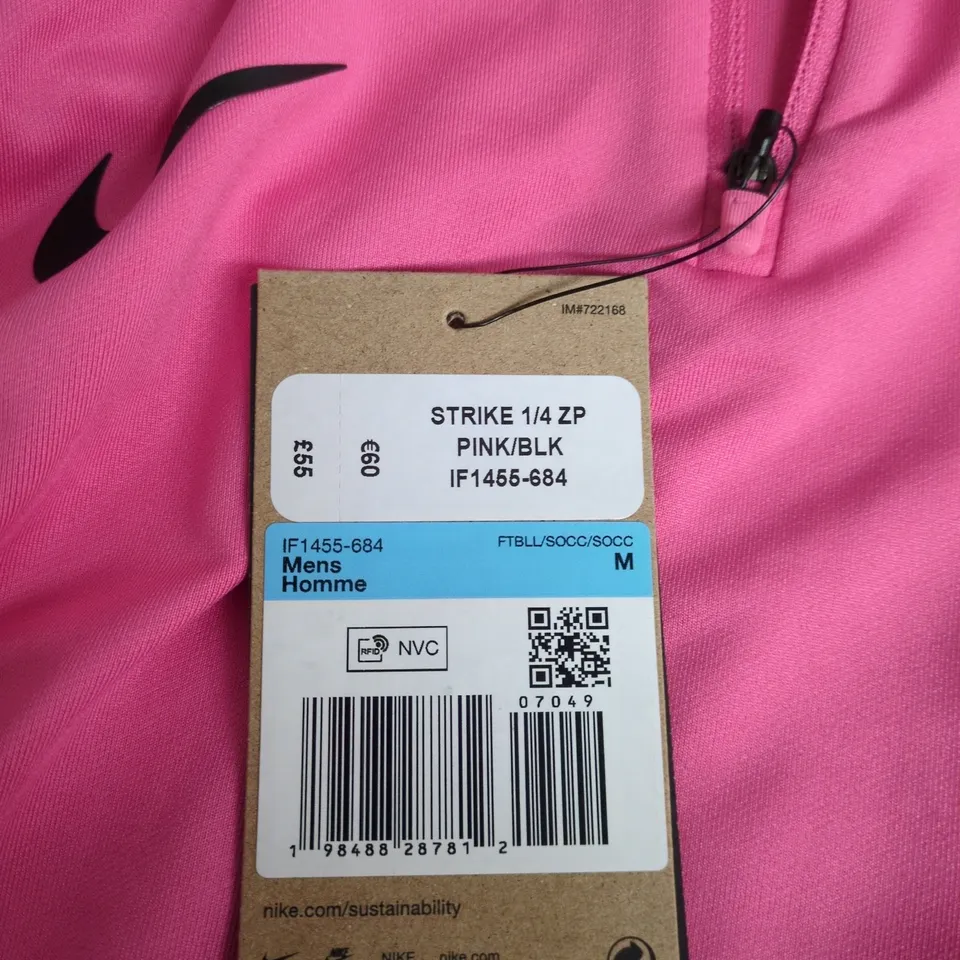 IM#722168
STRIKE 1/4 ZP
PINK/BLK
IF1455-684
€60
£55
IF1455-684
FTBLL/SOCC/SOCC
Mens
M
Homme
RFID
NVC
07049
1 98488 28781 2
nike.com/sustainability
NIKE
nike.com